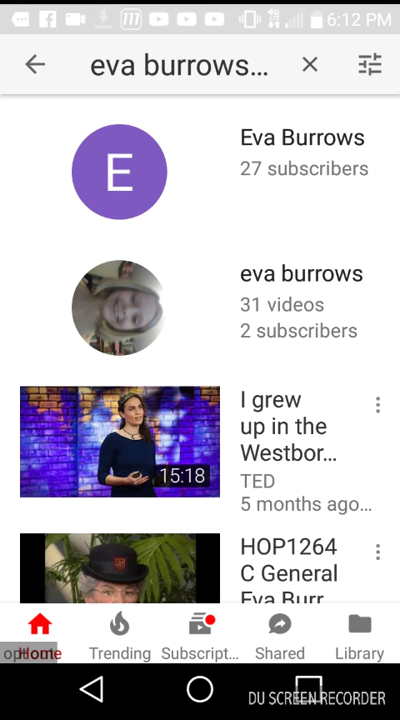 6:12 PM
eva burrows...
E
Eva Burrows
27 subscribers
eva burrows
31 videos
2 subscribers
15:18
I grew
up in the
Westbor...
TED
5 months ago...
HOP1264
C General
Eva Burr
Home
Trending
Subscript...
Shared
Library
DU SCREEN RECORDER